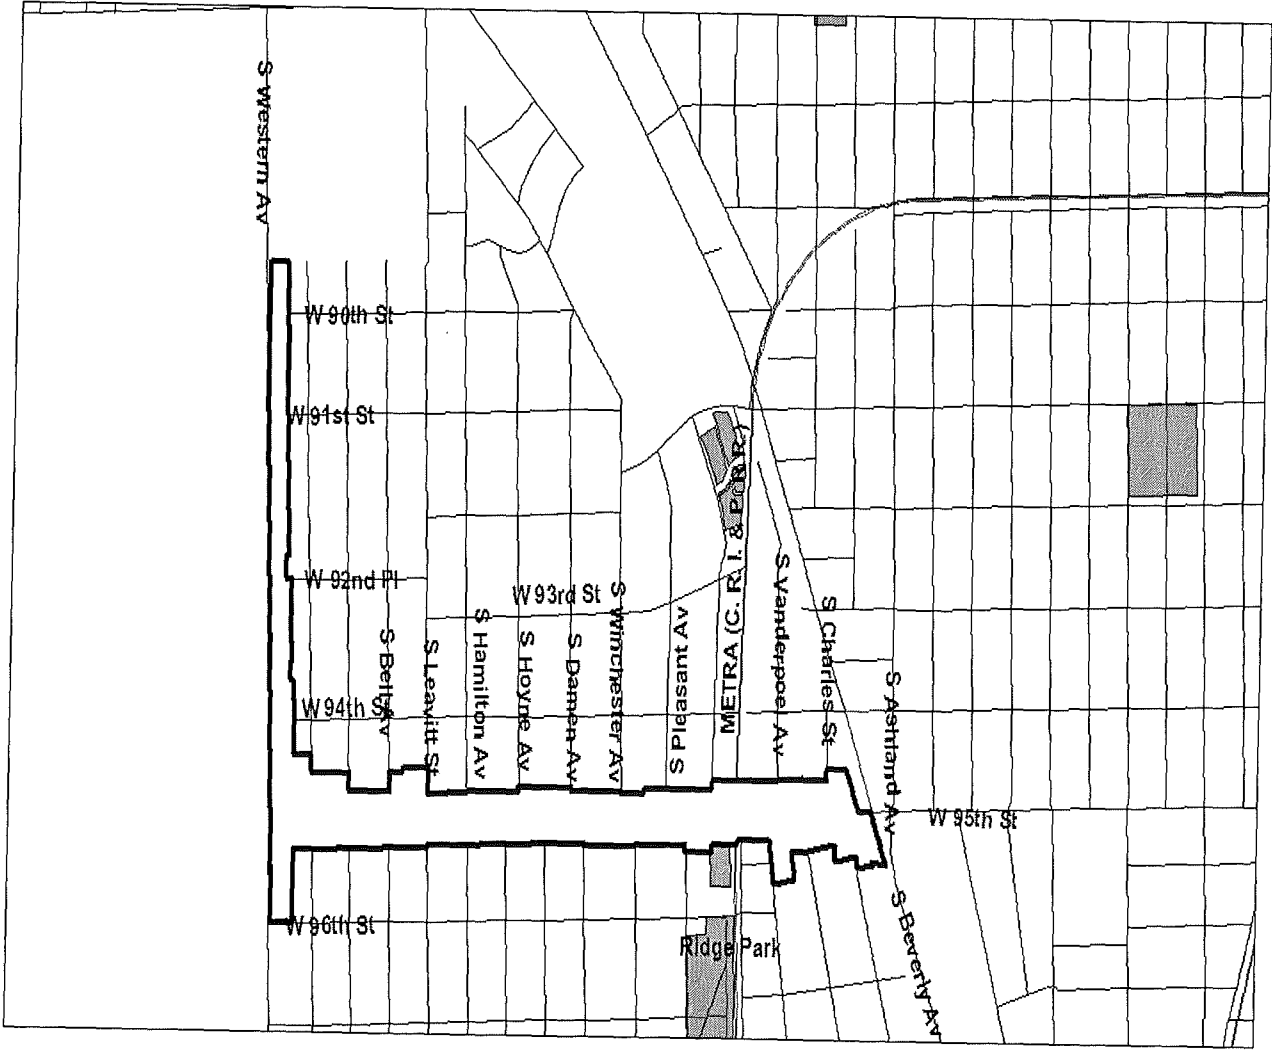 S Western Av
W 90th St
W 91st St
W 92nd Pl
W 93rd St
S Bell Av
S Leavitt St
S Hamilton Av
S Hoyne Av
S Damen Av
S Winchester Av
S Pleasant Av
METRA (C. R. I. & P. R.R.)
S Vanderpoel Av
S Charles St
S Ashland Av
W 94th St
W 95th St
W 96th St
Ridge Park
S Beverly Av